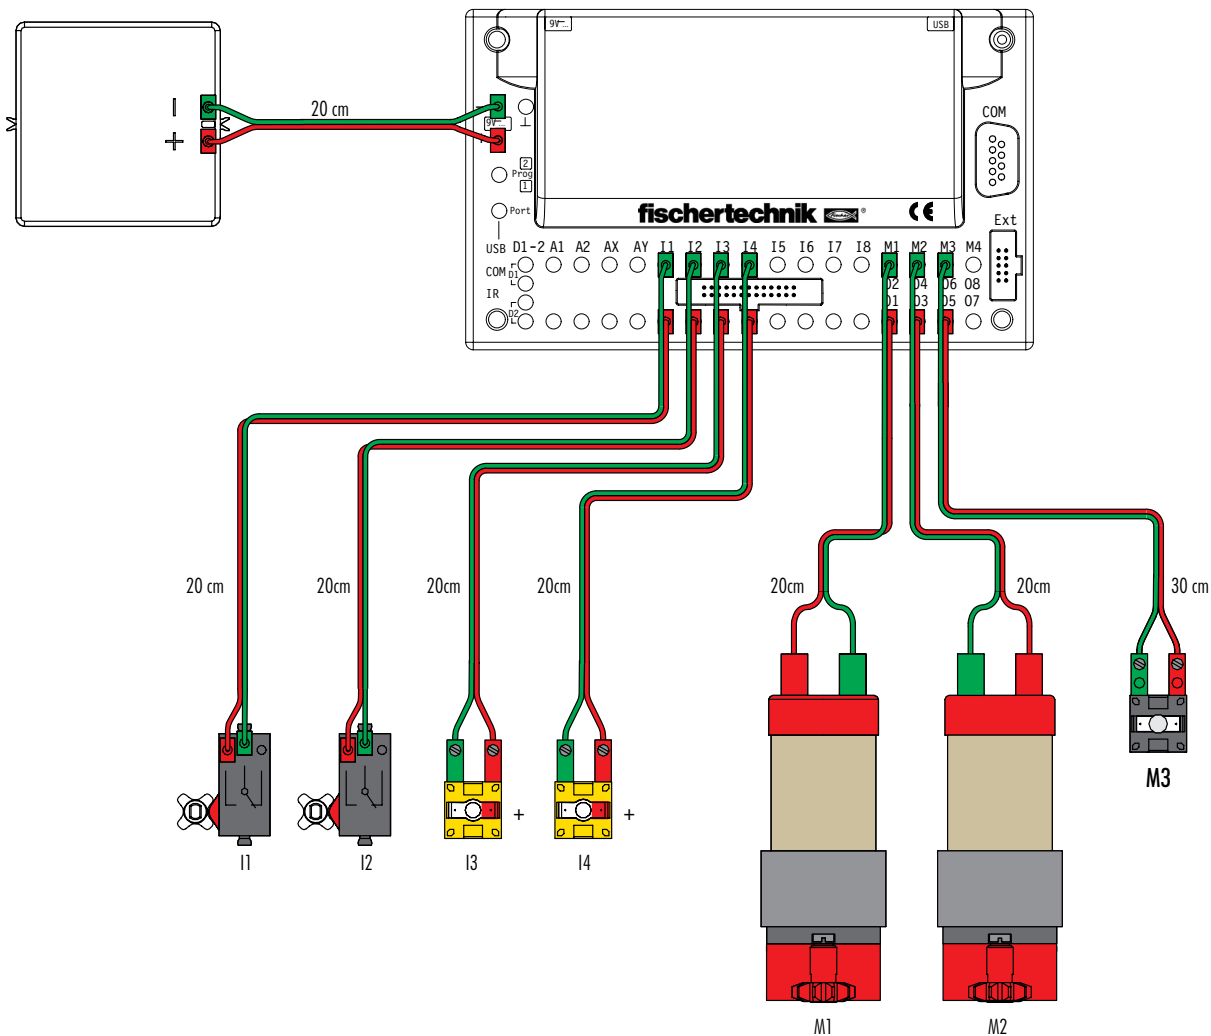 9V⎓ USB
− 20 cm 9V⎓ ⊥ COM
+
2
Prog
1
Port fischertechnik fischer ® CE Ext
USB D1-2 A1 A2 AX AY I1 I2 I3 I4 I5 I6 I7 I8 M1 M2 M3 M4
COM D1 O2 O4 O6 O8
IR O1 O3 O5 O7
D2
20 cm 20cm 20cm 20cm 20cm 20cm 30 cm
M3
+ +
I1 I2 I3 I4
M1 M2